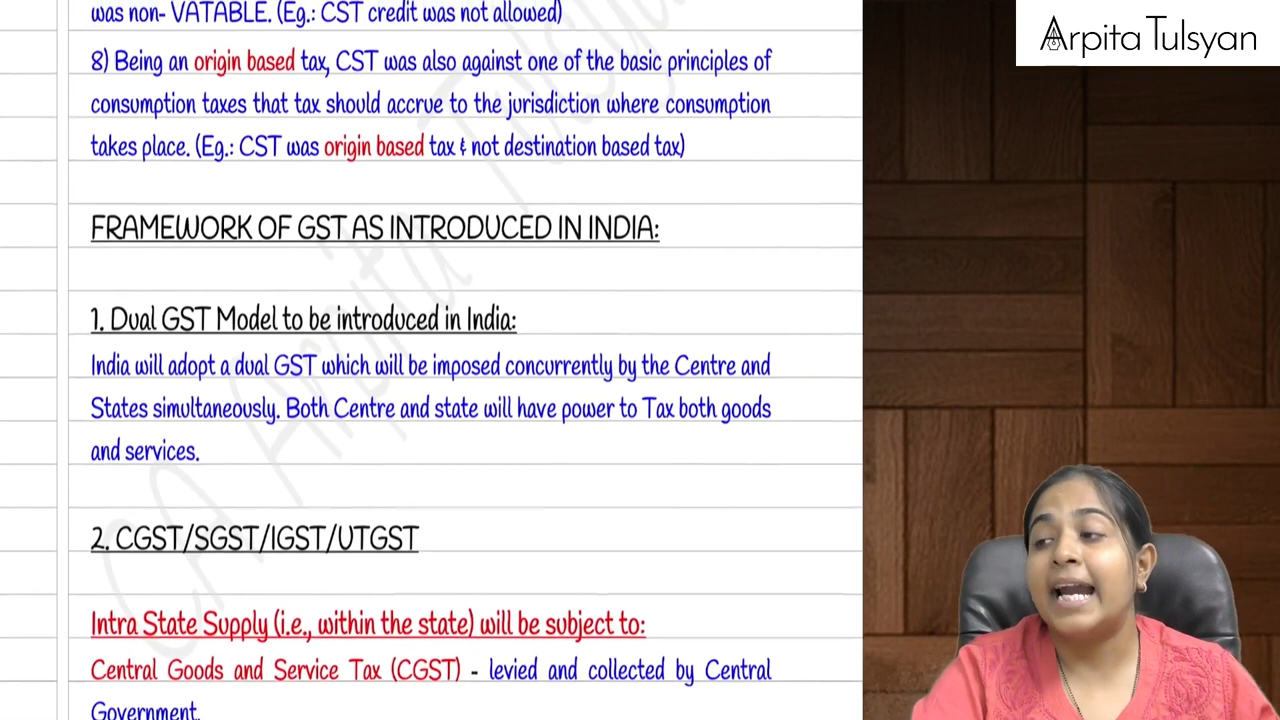 Arpita Tulsyan
was non- VATABLE. (Eg.: CST credit was not allowed)
8) Being an origin based tax, CST was also against one of the basic principles of
consumption taxes that tax should accrue to the jurisdiction where consumption
takes place. (Eg.: CST was origin based tax & not destination based tax)
FRAMEWORK OF GST AS INTRODUCED IN INDIA:
1. Dual GST Model to be introduced in India:
India will adopt a dual GST which will be imposed concurrently by the Centre and
States simultaneously. Both Centre and state will have power to Tax both goods
and services.
2. CGST/SGST/IGST/UTGST
Intra State Supply (i.e., within the state) will be subject to:
Central Goods and Service Tax (CGST) - levied and collected by Central
Government.
CA Arpita Tulsyan